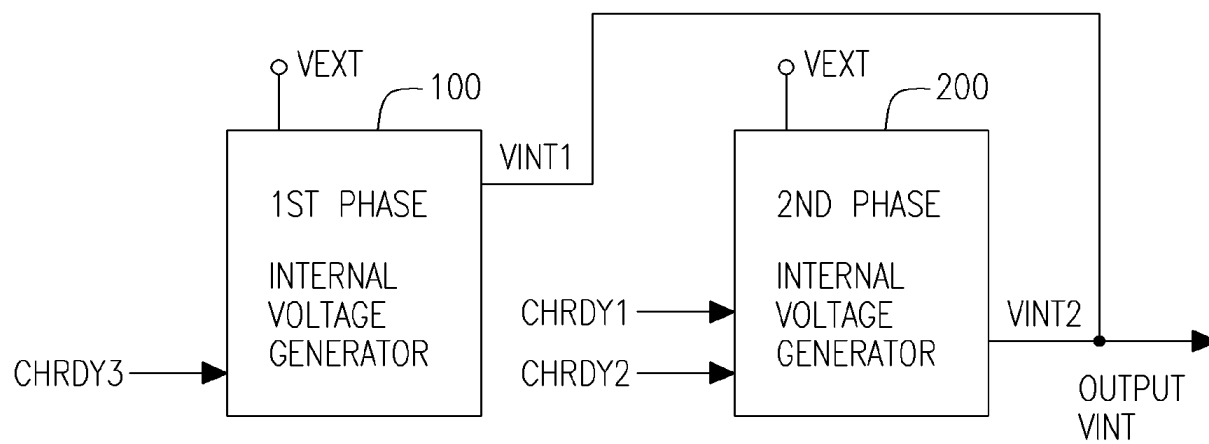 VEXT
100
VINT1
1ST PHASE
INTERNAL
VOLTAGE
GENERATOR
CHRDY3
VEXT
200
2ND PHASE
INTERNAL
VOLTAGE
GENERATOR
CHRDY1
CHRDY2
VINT2
OUTPUT
VINT